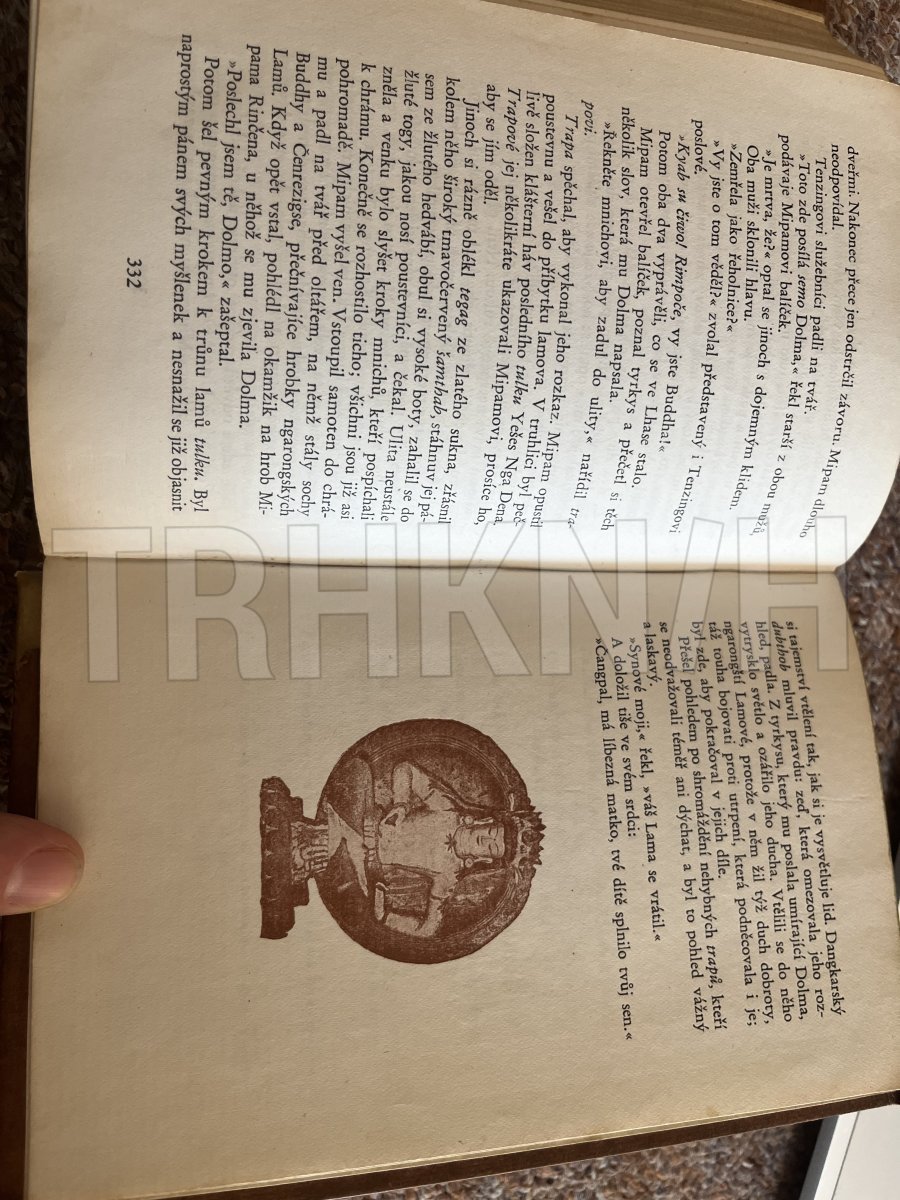 dveřmi. Nakonec přece jen odstrčil závoru. Mipam dlouho
neodpovídal.
Tenzingovi služebníci padli na tvář.
»Toto zde posílá semo Dolma,« řekl starší z obou mužů,
podávaje Mipamovi balíček.
»Je mrtva, že?« optal se jinoch s dojemným klidem.
Oba muži sklonili hlavu.
»Zemřela jako řeholnice?«
»Vy jste o tom věděl?« zvolal představený i Tenzingovi
poslové.
»Kyab su čiwo! Rimpoče, vy jste Buddha!«
Potom oba dva vyprávěli, co se ve Lhase stalo.
Mipam otevřel balíček, poznal tyrkys a přečetl si těch
několik slov, která mu Dolma napsala.
»Řekněte mnichovi, aby zadul do ulity,« nařídil tra-
povi.
Trapa spěchal, aby vykonal jeho rozkaz. Mipam opustil
poustevnu a vešel do příbytku lamova. V truhlici byl peč-
livě složen klášterní háv posledního tulku Yešes Nga Dena.
Trapové jej několikráte ukazovali Mipamovi, prosíce ho,
aby se jím oděl.
Jinoch si rázně oblékl tegag ze zlatého sukna, zřásnil
kolem něho široký tmavočervený šamthab, stáhnuv jej pá-
sem ze žlutého hedvábí, obul si vysoké boty, zahalil se do
žluté togy, jakou nosí poustevníci, a čekal. Ulita neustále
zněla a venku bylo slyšet kroky mnichů, kteří pospíchali
k chrámu. Konečně se rozhostilo ticho; všichni jsou již asi
pohromadě. Mipam vyšel ven. Vstoupil samoten do chrá-
mu a padl na tvář před oltářem, na němž stály sochy
Buddhy a Čenrezigse, přečnívajíce hrobky ngarongských
Lamů. Když opět vstal, pohlédl na okamžik na hrob Mi-
pama Rinčena, u něhož se mu zjevila Dolma.
»Poslechl jsem tě, Dolmo,« zašeptal.
Potom šel pevným krokem k trůnu lamů tulku. Byl
naprostým pánem svých myšlenek a nesnažil se již objasnit
332
si tajemství vtělení tak, jak si je vysvětluje lid. Dangkarský
dubthob mluvil pravdu: zeď, která omezovala jeho roz-
hled, padla. Z tyrkysu, který mu poslala umírající Dolma,
vytrysklo světlo a ozářilo jeho ducha. Vtělili se do něho
ngarongští Lamové, protože v něm žil týž duch dobroty,
táž touha bojovati proti utrpení, která podněcovala i je;
byl zde, aby pokračoval v jejich díle.
Přešel pohledem po shromáždění nehybných trapů, kteří
se neodvažovali téměř ani dýchat, a byl to pohled vážný
a laskavý.
»Synové moji,« řekl, »váš Lama se vrátil.«
A doložil tiše ve svém srdci:
»Čangpal, má líbezná matko, tvé dítě splnilo tvůj sen.«
TRHKNIH